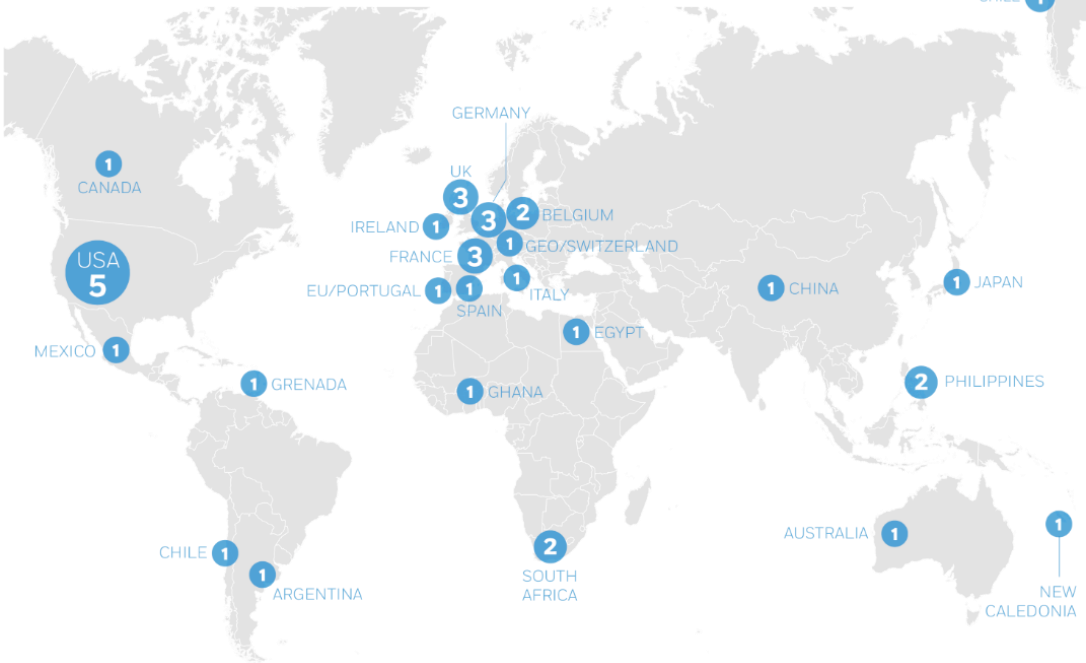 CHILE 1
GERMANY
UK
3
1
CANADA
3
2 BELGIUM
IRELAND 1
1 GEO/SWITZERLAND
FRANCE 3
USA
5
1
ITALY
EU/PORTUGAL 1
1
SPAIN
1 CHINA
1 JAPAN
1 EGYPT
MEXICO 1
1 GRENADA
1 GHANA
2 PHILIPPINES
1
NEW
CALEDONIA
AUSTRALIA 1
CHILE 1
1
ARGENTINA
2
SOUTH
AFRICA